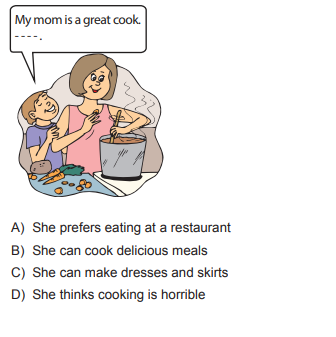 My mom is a great cook.
----.
A) She prefers eating at a restaurant
B) She can cook delicious meals
C) She can make dresses and skirts
D) She thinks cooking is horrible